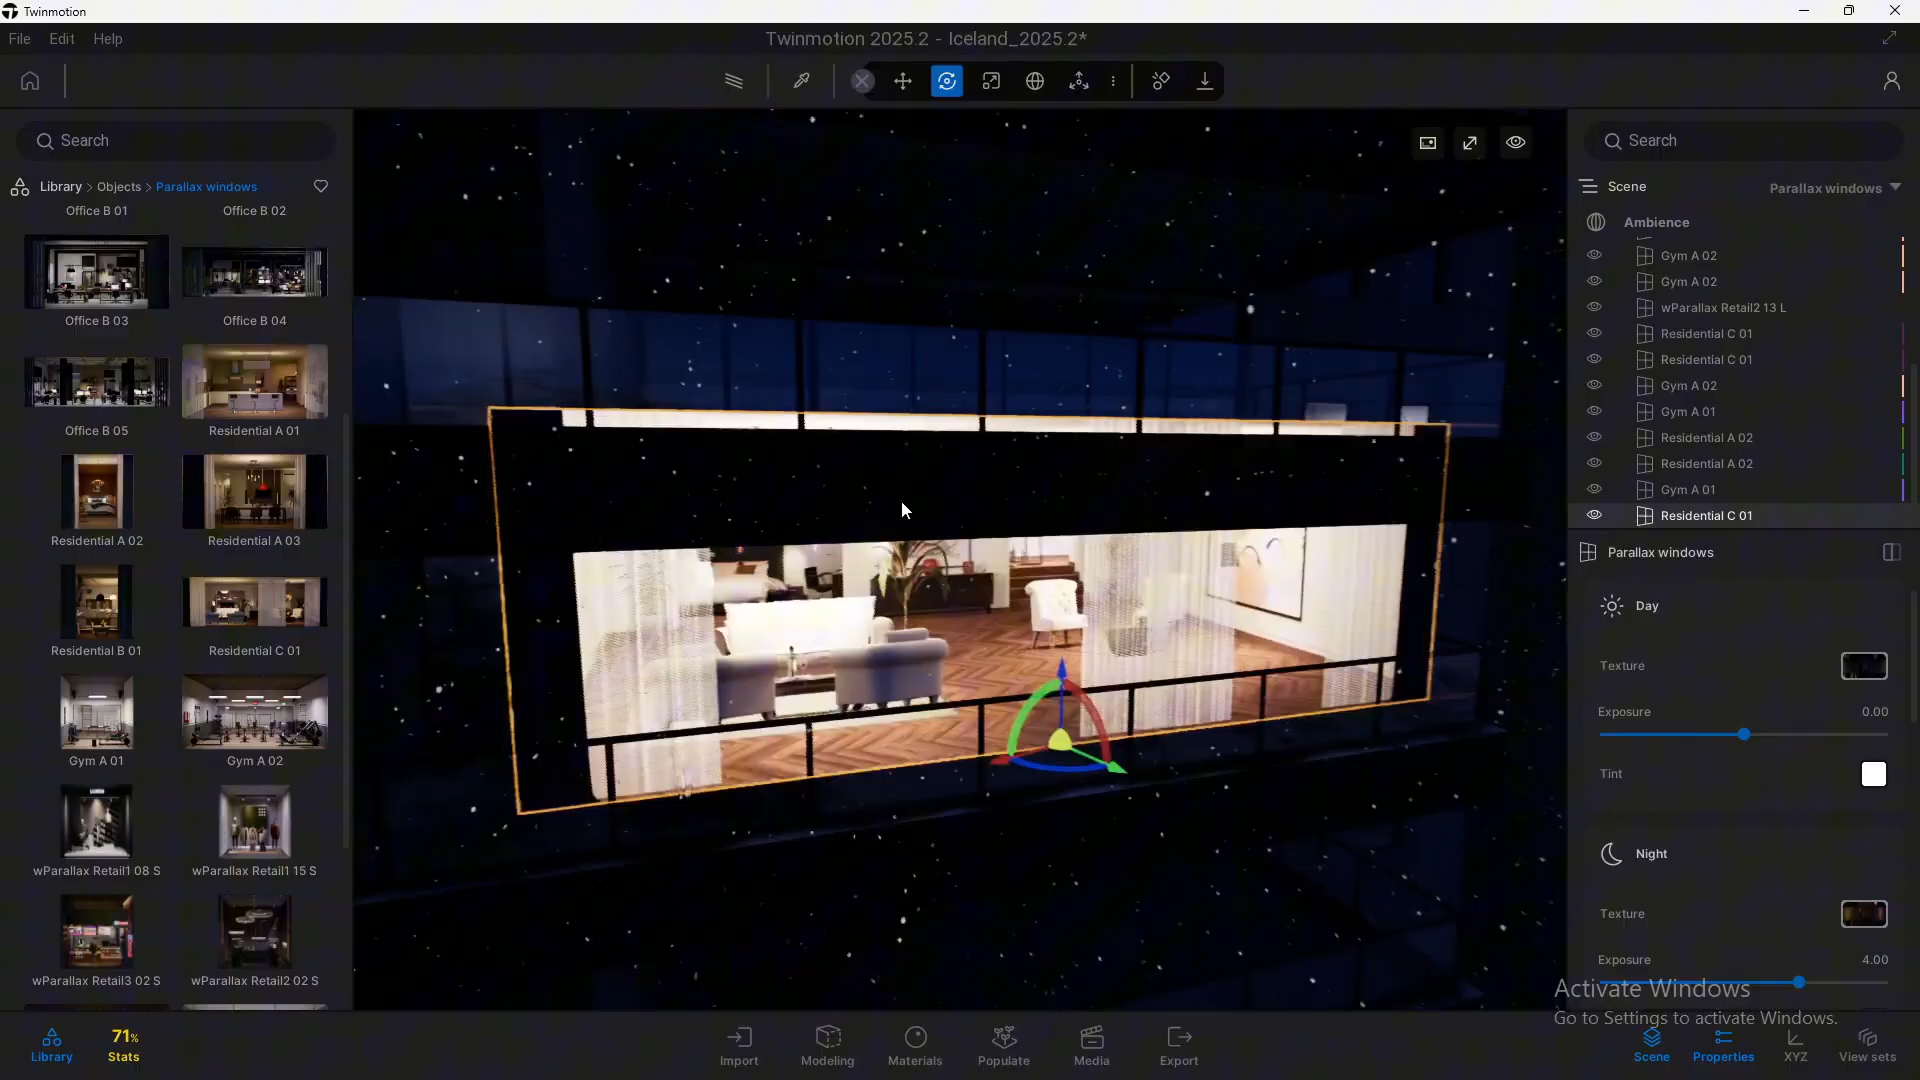 Twinmotion
File Edit Help
Twinmotion 2025.2 - Iceland_2025.2*
Search
Library > Objects > Parallax windows
Office B 01 Office B 02
Office B 03 Office B 04
Office B 05 Residential A 01
Residential A 02 Residential A 03
Residential B 01 Residential C 01
Gym A 01 Gym A 02
wParallax Retail1 08 S wParallax Retail1 15 S
wParallax Retail3 02 S wParallax Retail2 02 S
Search
Scene Parallax windows
Ambience
Gym A 02
Gym A 02
wParallax Retail2 13 L
Residential C 01
Residential C 01
Gym A 02
Gym A 01
Residential A 02
Residential A 02
Gym A 01
Residential C 01
Parallax windows
Day
Texture
Exposure 0.00
Tint
Night
Texture
Exposure 4.00
Activate Windows
Go to Settings to activate Windows.
Library 71% Stats Import Modeling Materials Populate Media Export Scene Properties XYZ View sets